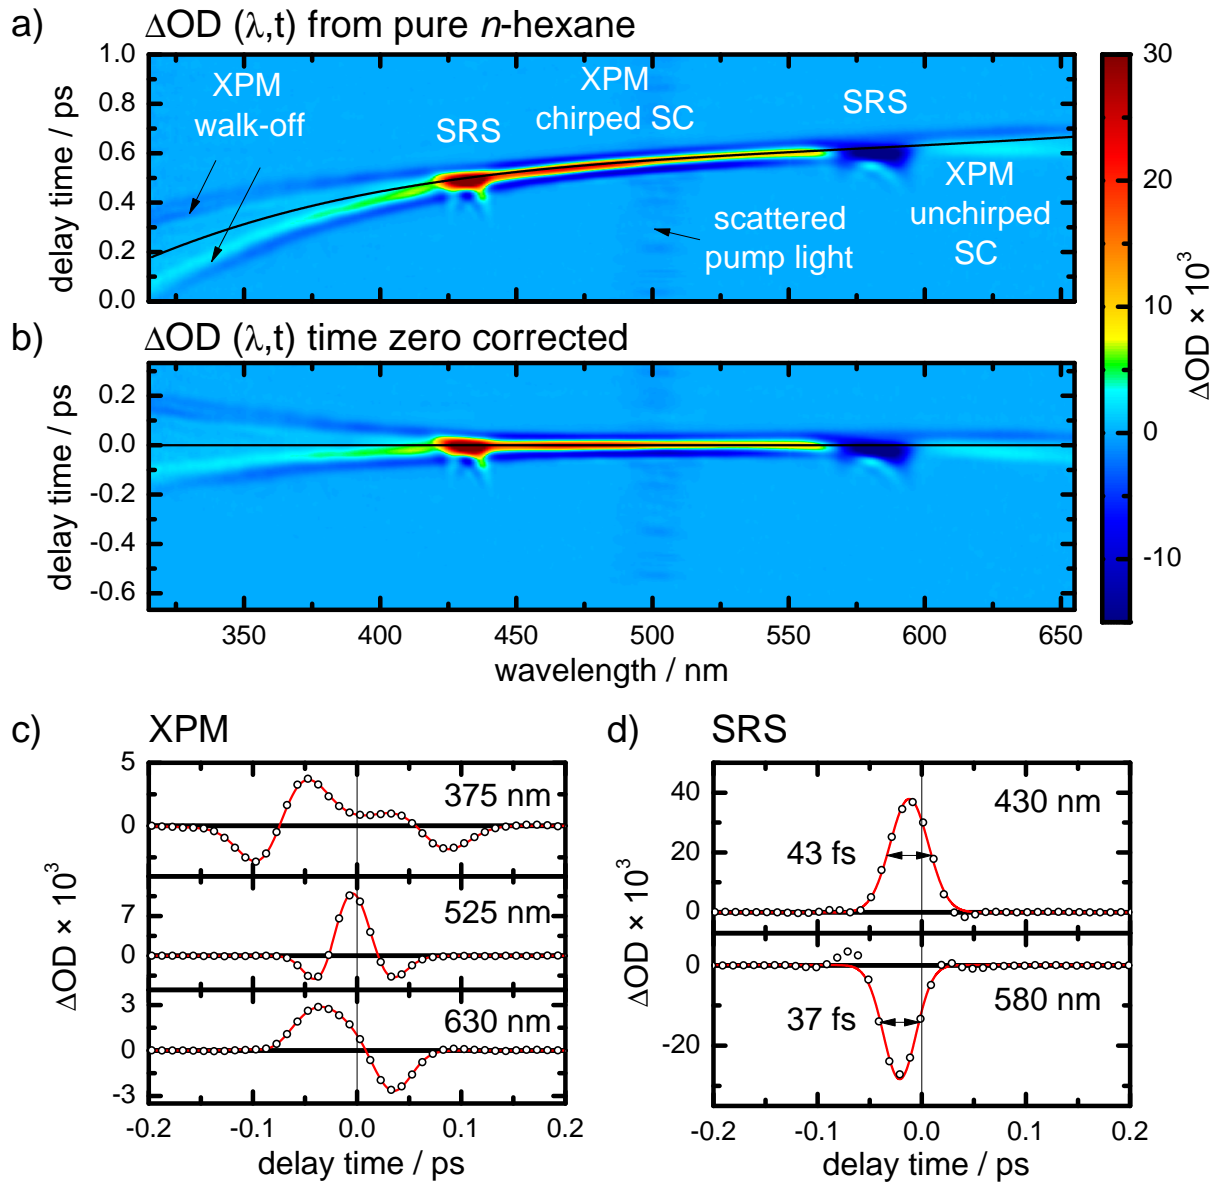 a) ΔOD (λ,t) from pure n-hexane
1.0
0.8
0.6
0.4
0.2
0.0
delay time / ps
XPM
walk-off
SRS
XPM
chirped SC
SRS
scattered
pump light
XPM
unchirped
SC
30
20
10
0
-10
ΔOD × 10³
b) ΔOD (λ,t) time zero corrected
0.2
0.0
-0.2
-0.4
-0.6
delay time / ps
350 400 450 500 550 600 650
wavelength / nm
c) XPM
5
0
375 nm
7
0
525 nm
3
0
-3
630 nm
ΔOD × 10³
-0.2 -0.1 0.0 0.1 0.2
delay time / ps
d) SRS
40
20
0
430 nm
43 fs
0
-20
580 nm
37 fs
ΔOD × 10³
-0.2 -0.1 0.0 0.1 0.2
delay time / ps